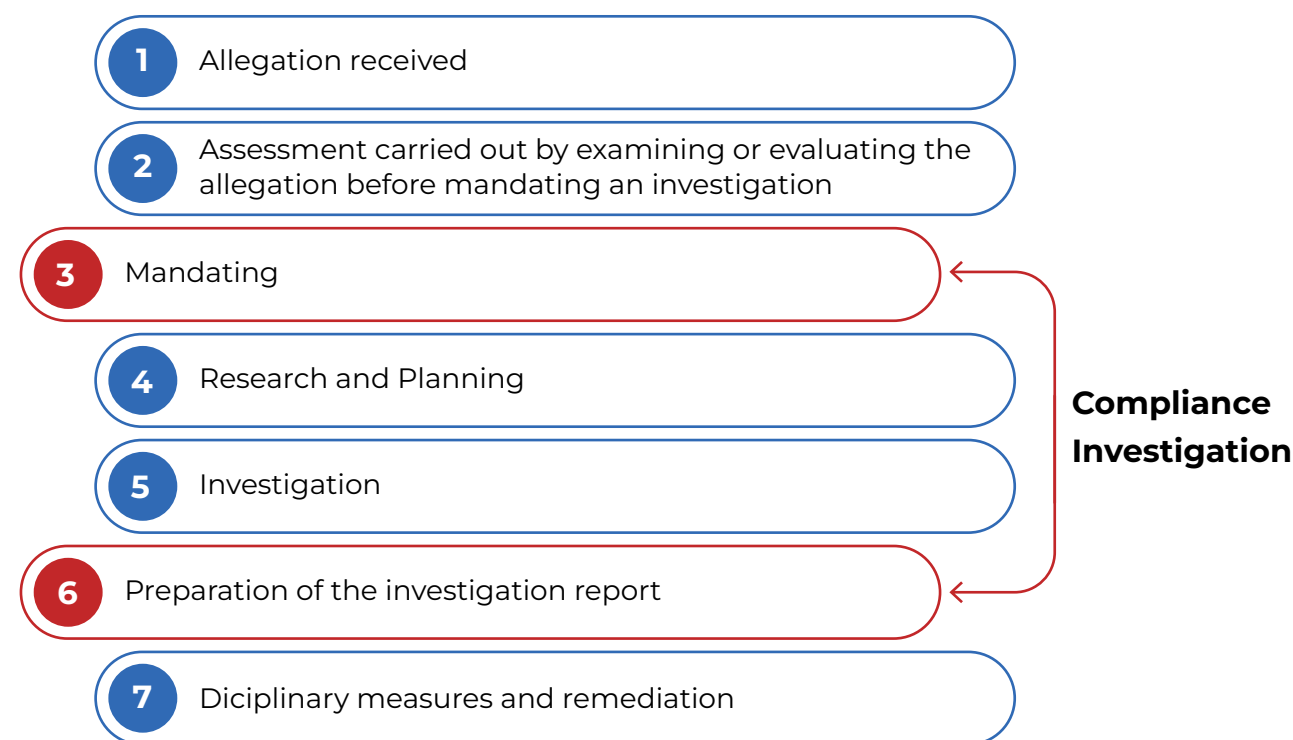 1 Allegation received
2 Assessment carried out by examining or evaluating the
allegation before mandating an investigation
3 Mandating
4 Research and Planning
5 Investigation
6 Preparation of the investigation report
7 Diciplinary measures and remediation
Compliance
Investigation